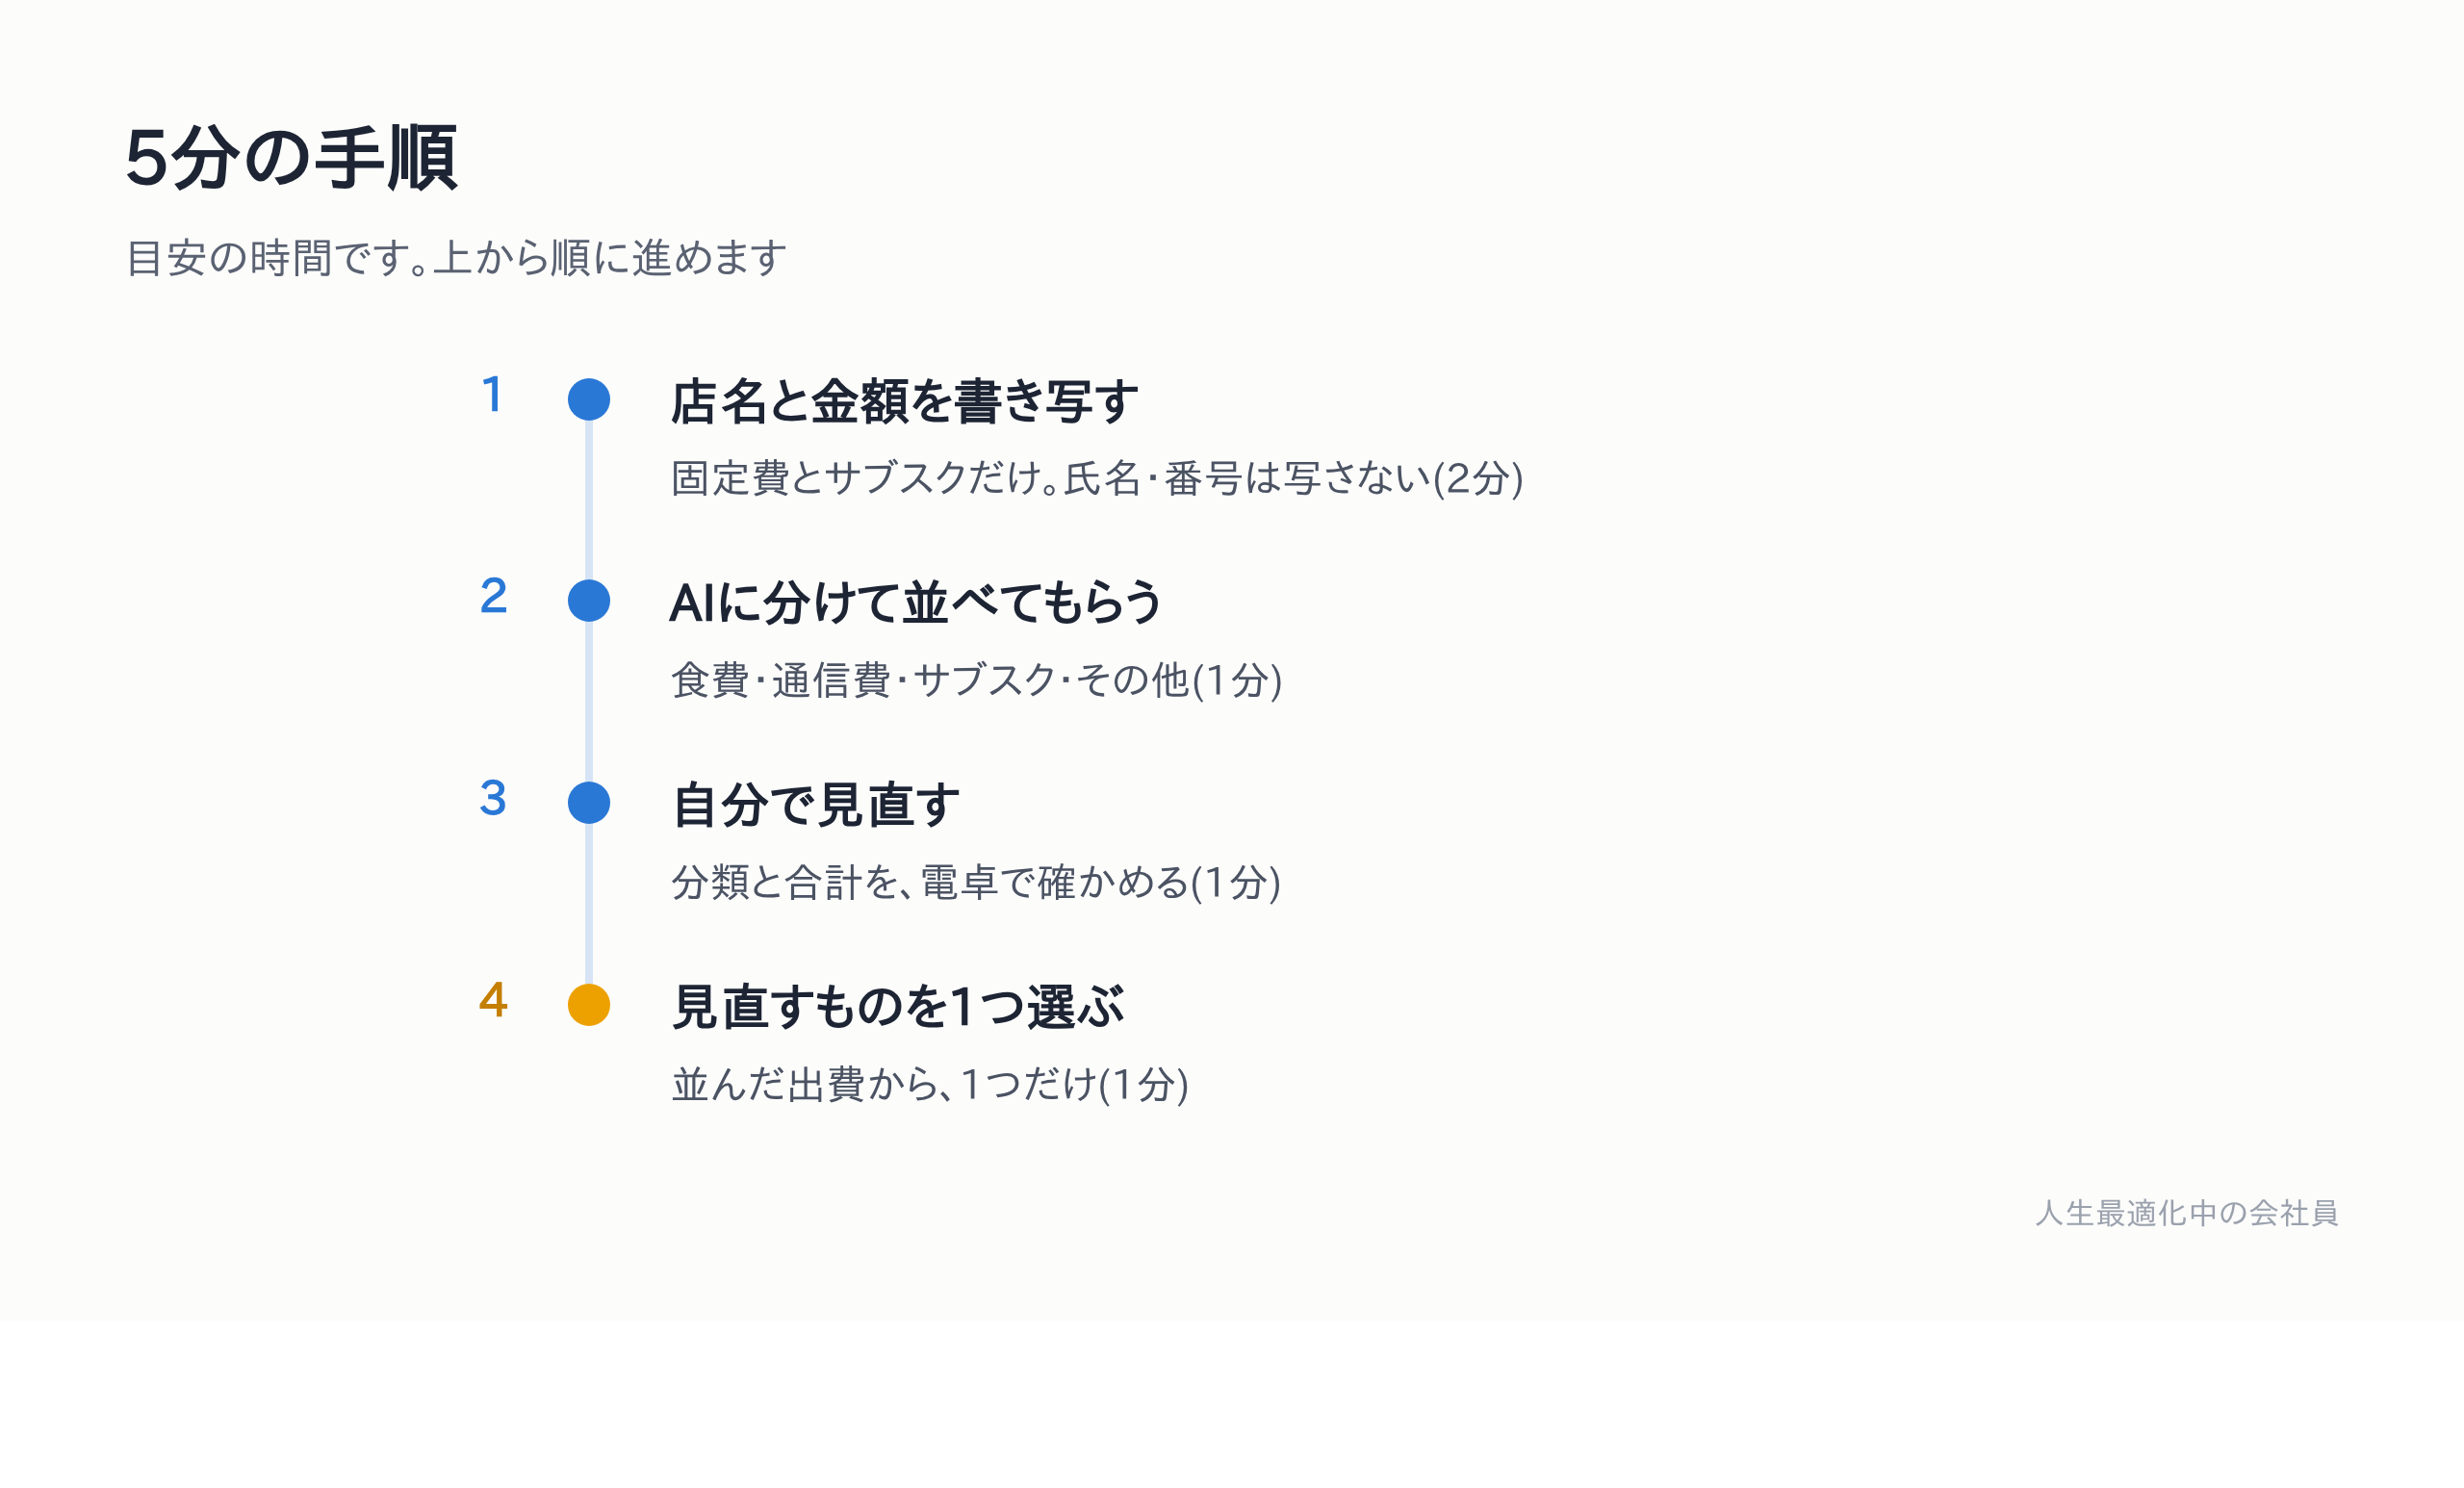 5分の手順
目安の時間です。上から順に進めます
1
店名と金額を書き写す
固定費とサブスクだけ。氏名・番号は写さない(2分)
2
AIに分けて並べてもらう
食費・通信費・サブスク・その他(1分)
3
自分で見直す
分類と合計を、電卓で確かめる(1分)
4
見直すものを1つ選ぶ
並んだ出費から、1つだけ(1分)
人生最適化中の会社員